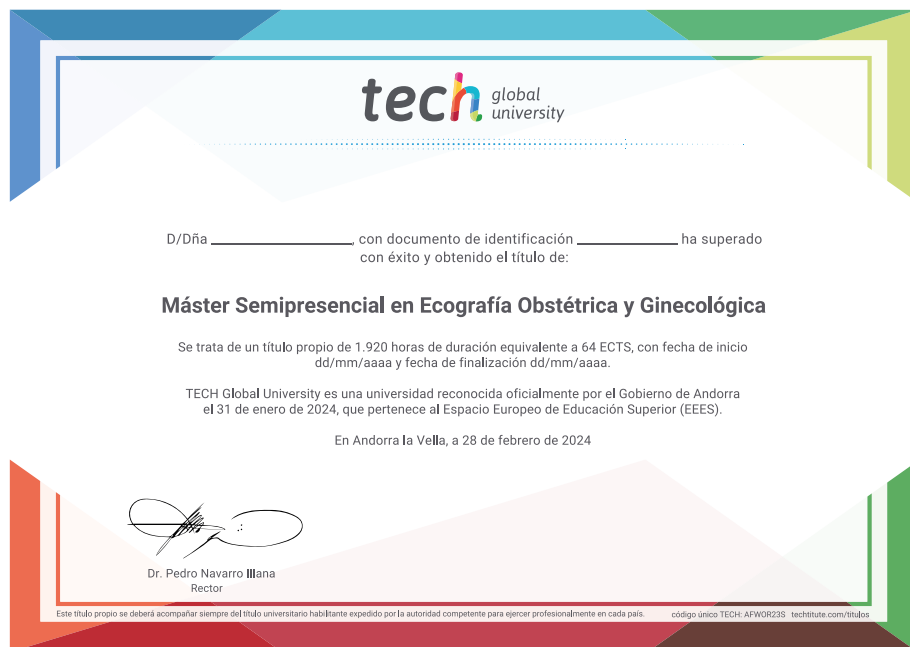 tech global
university
D/Dña ______________, con documento de identificación __________ ha superado
con éxito y obtenido el título de:
Máster Semipresencial en Ecografía Obstétrica y Ginecológica
Se trata de un título propio de 1.920 horas de duración equivalente a 64 ECTS, con fecha de inicio
dd/mm/aaaa y fecha de finalización dd/mm/aaaa.
TECH Global University es una universidad reconocida oficialmente por el Gobierno de Andorra
el 31 de enero de 2024, que pertenece al Espacio Europeo de Educación Superior (EEES).
En Andorra la Vella, a 28 de febrero de 2024
Dr. Pedro Navarro Illana
Rector
Este título propio se deberá acompañar siempre del título universitario habilitante expedido por la autoridad competente para ejercer profesionalmente en cada país. código único TECH: AFWOR23S techtitute.com/titulos